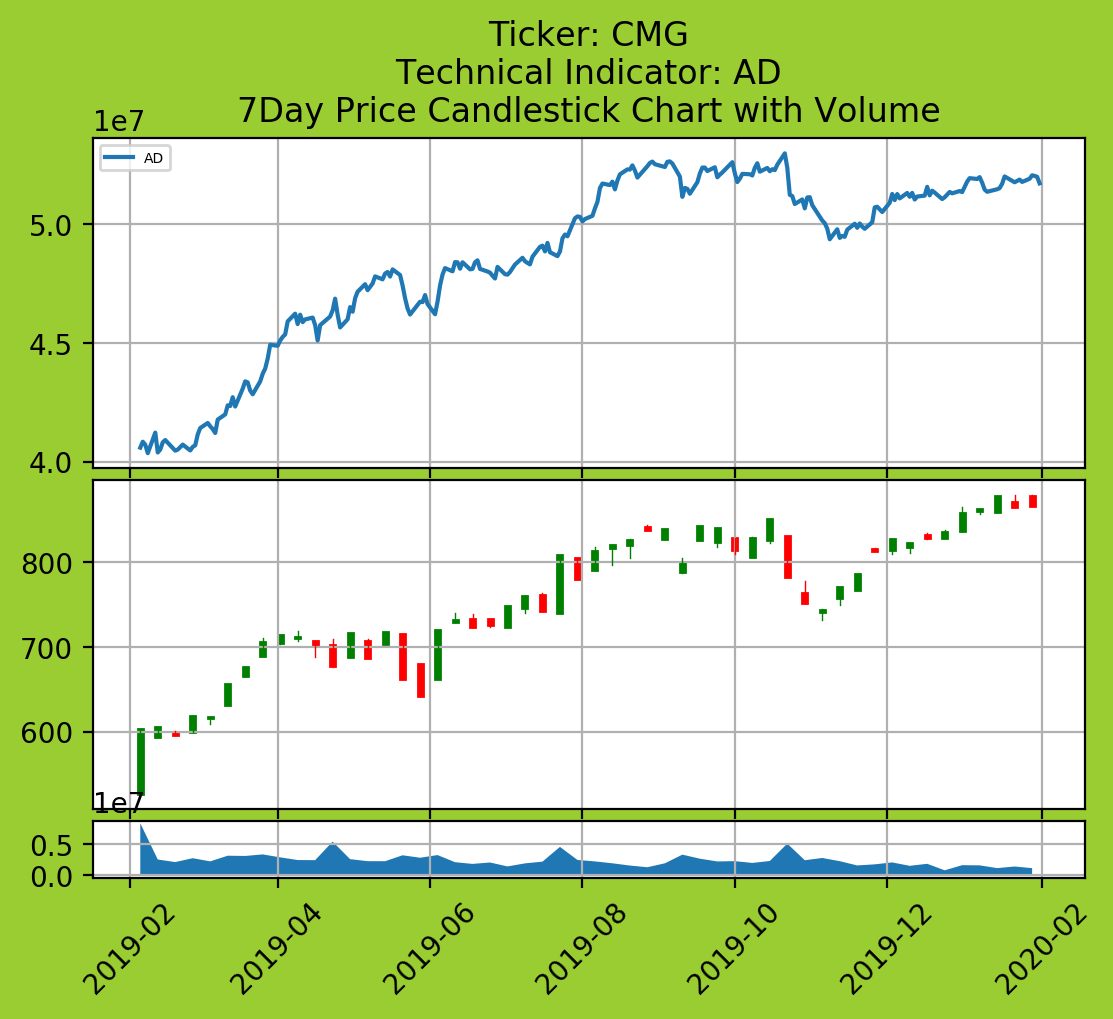 Ticker: CMG
Technical Indicator: AD
7Day Price Candlestick Chart with Volume
1e7
AD
5.0
4.5
4.0
800
700
600
1e7
0.5
0.0
2019-02
2019-04
2019-06
2019-08
2019-10
2019-12
2020-02